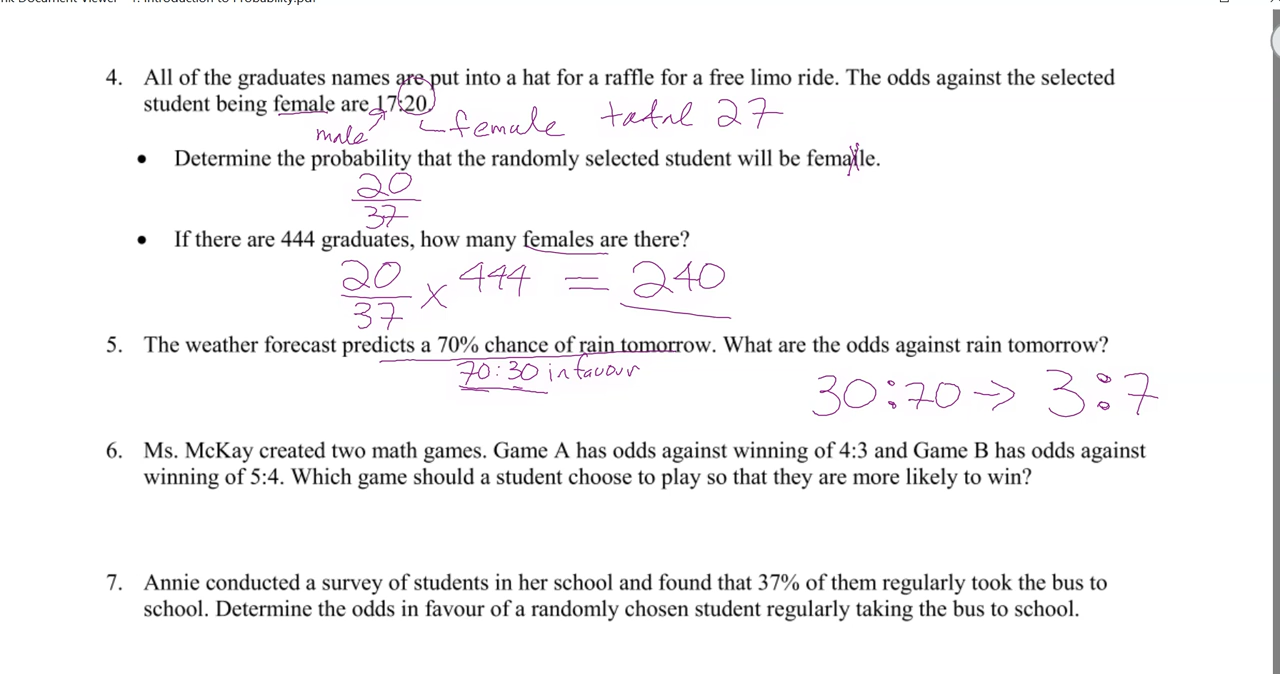 4. All of the graduates names are put into a hat for a raffle for a free limo ride. The odds against the selected
student being female are 17:20.
male female total 27
• Determine the probability that the randomly selected student will be female.
20
37
• If there are 444 graduates, how many females are there?
20/37 × 444 = 240
5. The weather forecast predicts a 70% chance of rain tomorrow. What are the odds against rain tomorrow?
70:30 in favour
30:70 → 3:7
6. Ms. McKay created two math games. Game A has odds against winning of 4:3 and Game B has odds against
winning of 5:4. Which game should a student choose to play so that they are more likely to win?
7. Annie conducted a survey of students in her school and found that 37% of them regularly took the bus to
school. Determine the odds in favour of a randomly chosen student regularly taking the bus to school.